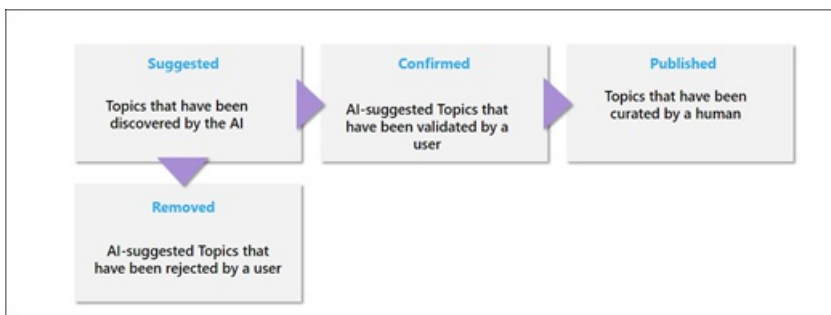 Suggested
Topics that have been
discovered by the AI
Confirmed
AI-suggested Topics that
have been validated by a
user
Published
Topics that have been
curated by a human
Removed
AI-suggested Topics that
have been rejected by a user